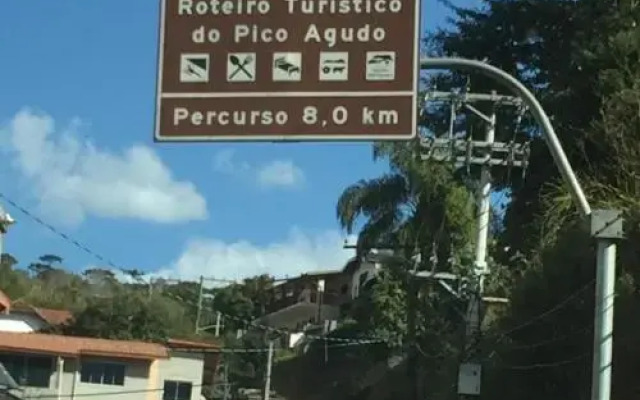 Roteiro Turístico
do Pico Agudo
Percurso 8,0 km